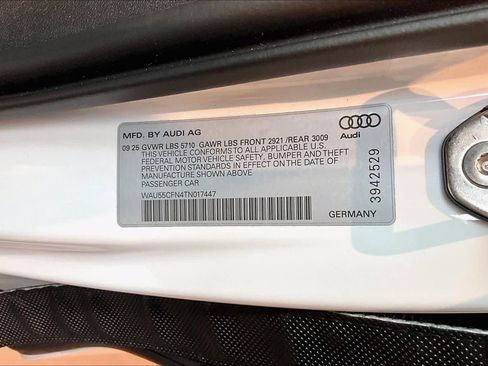 MFD. BY AUDI AG
09 25 GVWR LBS 5710 GAWR LBS FRONT 2921 /REAR 3009
THIS VEHICLE CONFORMS TO ALL APPLICABLE U.S.
FEDERAL MOTOR VEHICLE SAFETY, BUMPER AND THEFT
PREVENTION STANDARDS IN EFFECT ON THE DATE OF
MANUFACTURE SHOWN ABOVE
PASSENGER CAR
WAU55CFN4TN017447
Audi
3942529
GERMANY